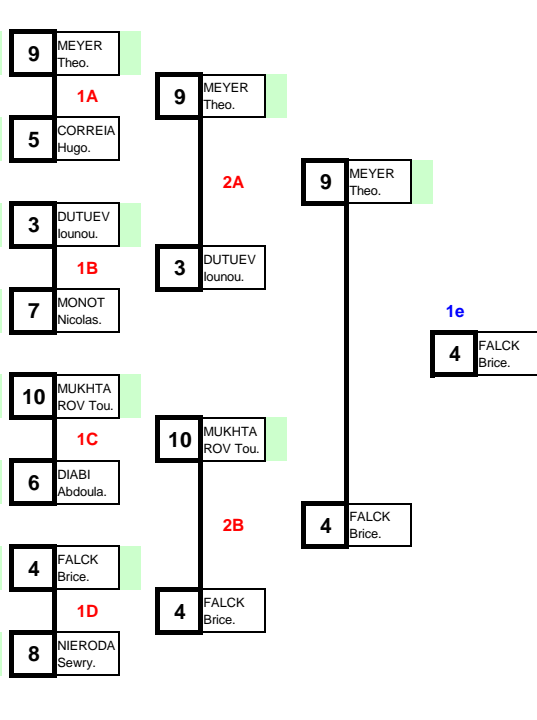 9 MEYER
Theo.
1A
5 CORREIA
Hugo.
3 DUTUEV
Iounou.
1B
7 MONOT
Nicolas.
10 MUKHTA
ROV Tou.
1C
6 DIABI
Abdoula.
4 FALCK
Brice.
1D
8 NIERODA
Sewry.
9 MEYER
Theo.
2A
3 DUTUEV
Iounou.
10 MUKHTA
ROV Tou.
2B
4 FALCK
Brice.
9 MEYER
Theo.
4 FALCK
Brice.
1e
4 FALCK
Brice.